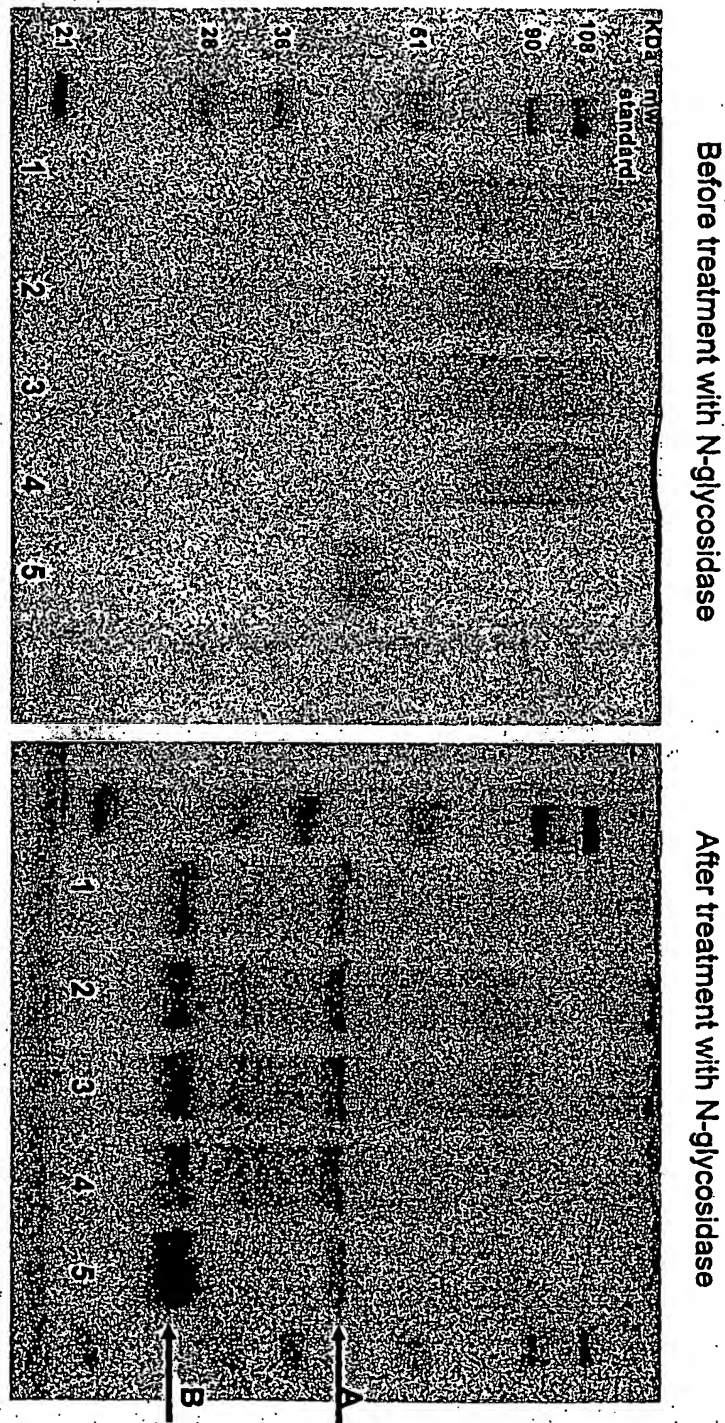 Before treatment with N-glycosidase
kDa mw
standard
108
90
51
36
28
21
1 2 3 4 5
After treatment with N-glycosidase
A
B
1 2 3 4 5